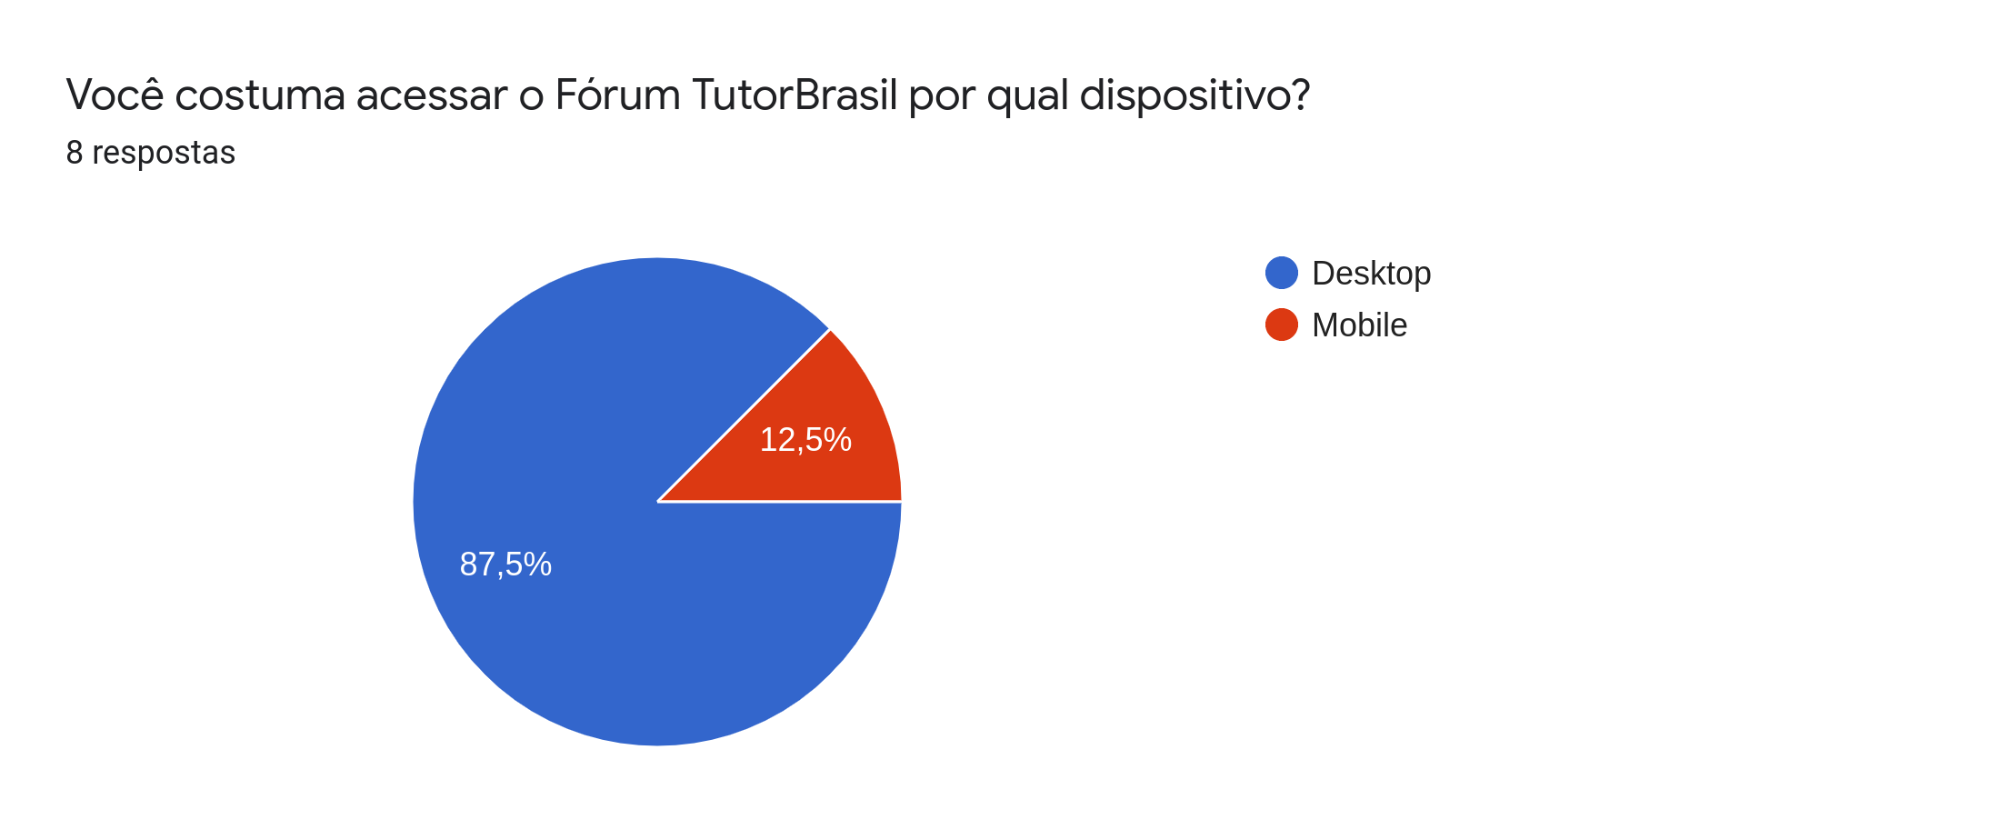 Você costuma acessar o Fórum TutorBrasil por qual dispositivo?
8 respostas
Desktop
Mobile
12,5%
87,5%